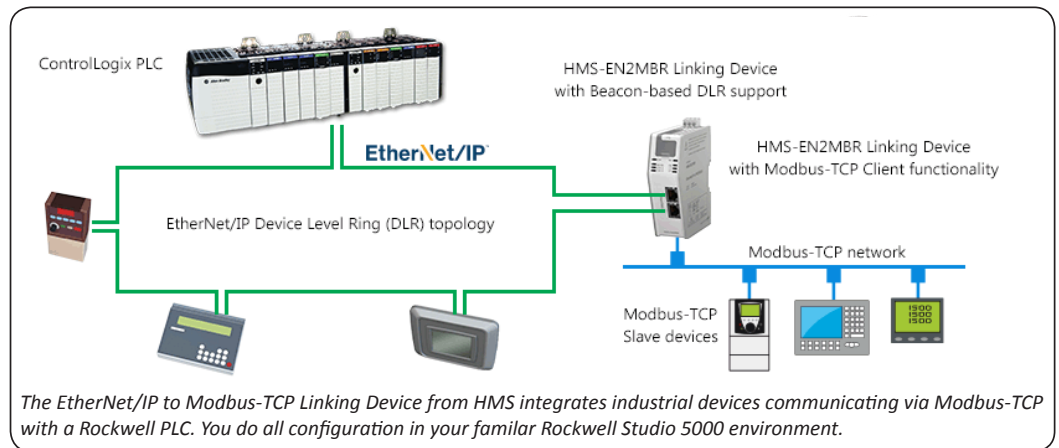 ControlLogix PLC
HMS-EN2MBR Linking Device
with Beacon-based DLR support
EtherNet/IP
HMS-EN2MBR Linking Device
with Modbus-TCP Client functionality
EtherNet/IP Device Level Ring (DLR) topology
Modbus-TCP network
Modbus-TCP
Slave devices
1900
1500
1500
The EtherNet/IP to Modbus-TCP Linking Device from HMS integrates industrial devices communicating via Modbus-TCP
with a Rockwell PLC. You do all configuration in your familar Rockwell Studio 5000 environment.